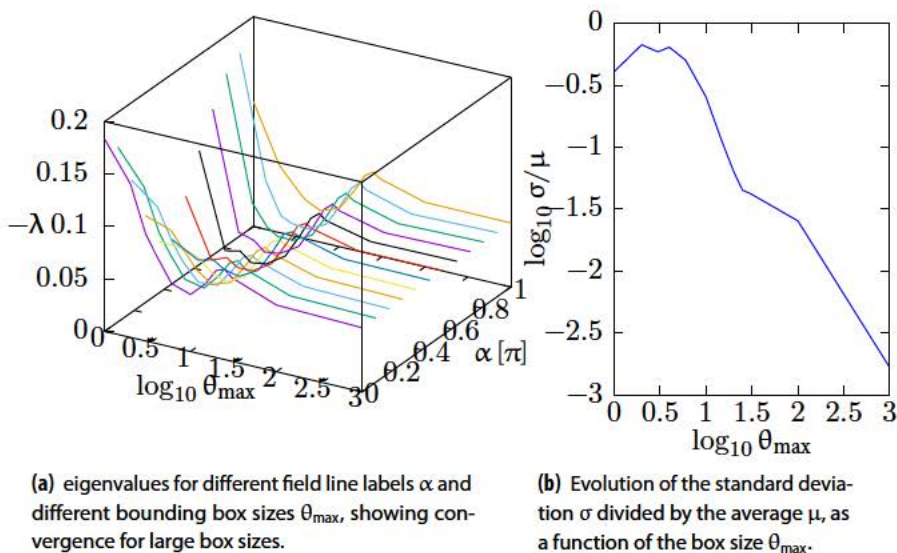 0.2
0.15
−λ 0.1
0.05
0
0
0.5
1
1.5
2
2.5
3
log₁₀ θmax
0
0.2
0.4
0.6
0.8
1
α [π]
0
−0.5
−1
−1.5
−2
−2.5
−3
log₁₀ σ/μ
0 0.5 1 1.5 2 2.5 3
log₁₀ θmax
(a) eigenvalues for different field line labels α and
different bounding box sizes θmax, showing con-
vergence for large box sizes.
(b) Evolution of the standard devia-
tion σ divided by the average μ, as
a function of the box size θmax.